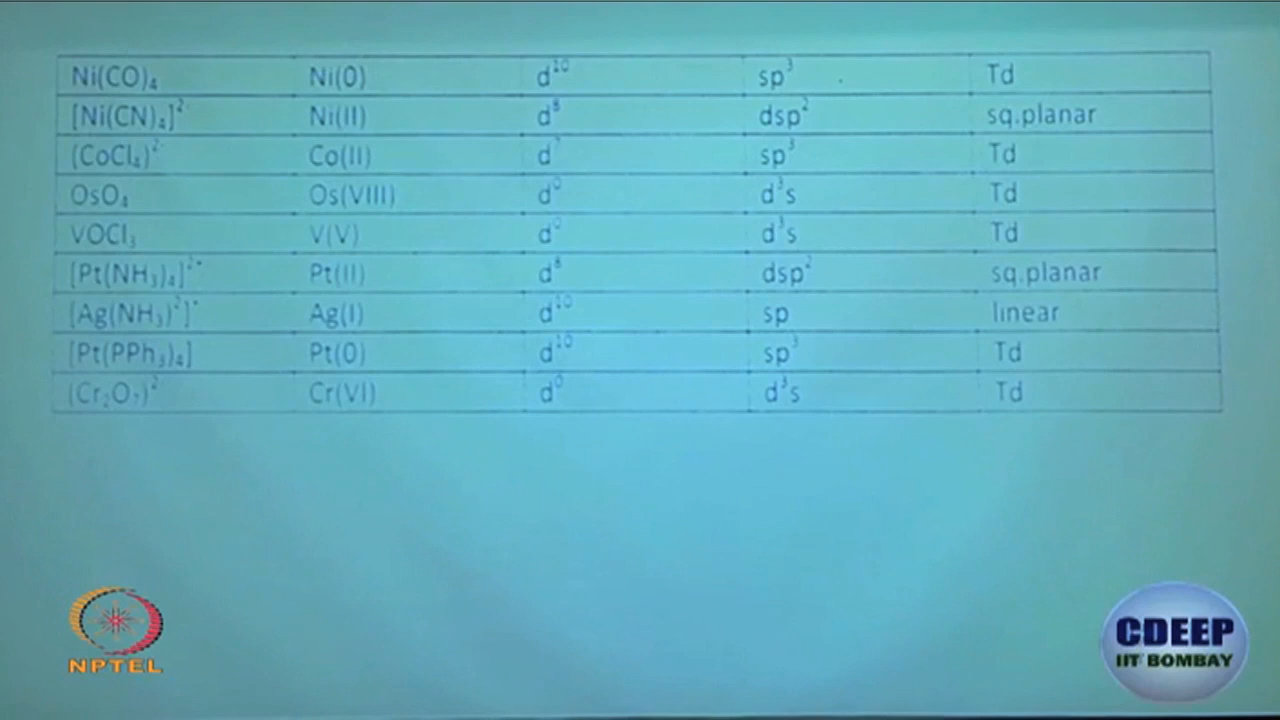 Ni(CO)₄ Ni(0) d¹⁰ sp³ Td
[Ni(CN)₄]²⁻ Ni(II) d⁸ dsp² sq.planar
(CoCl₄)²⁻ Co(II) d⁷ sp³ Td
OsO₄ Os(VIII) d⁰ d³s Td
VOCl₃ V(V) d⁰ d³s Td
[Pt(NH₃)₄]²⁺ Pt(II) d⁸ dsp² sq.planar
[Ag(NH₃)²]⁺ Ag(I) d¹⁰ sp linear
[Pt(PPh₃)₄] Pt(0) d¹⁰ sp³ Td
(Cr₂O₇)²⁻ Cr(VI) d⁰ d³s Td
NPTEL
CDEEP
IIT BOMBAY